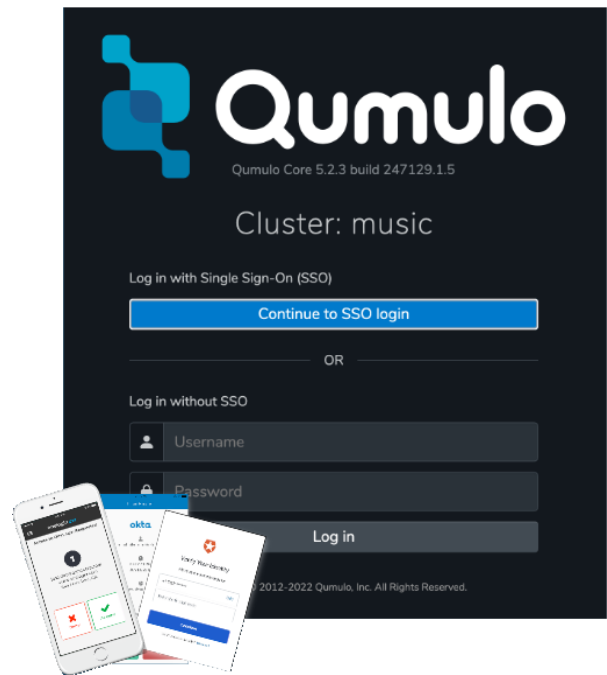 Qumulo
Qumulo Core 5.2.3 build 247129.1.5
Cluster: music
Log in with Single Sign-On (SSO)
Continue to SSO login
OR
Log in without SSO
Username
Password
Log in
2012-2022 Qumulo, Inc. All Rights Reserved.
okta
Verify Your Identity